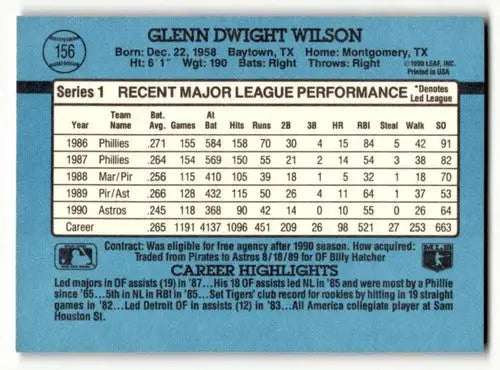 156
GLENN DWIGHT WILSON
Born: Dec. 22, 1958 Baytown, TX Home: Montgomery, TX
Ht: 6' 1" Wgt: 190 Bats: Right Throws: Right
©1990 LEAF, INC.
Printed in USA
Series 1 RECENT MAJOR LEAGUE PERFORMANCE *Denotes Led League
Year Team Name Bat. Avg. Games At Bat Hits Runs 2B 3B HR RBI Steal Walk SO
1986 Phillies .271 155 584 158 70 30 4 15 84 5 42 91
1987 Phillies .264 154 569 150 55 21 2 14 54 3 38 82
1988 Mar/Pir .256 115 410 105 39 18 1 5 32 1 18 70
1989 Pir/Ast .266 128 432 115 50 26 4 11 64 1 37 53
1990 Astros .245 118 368 90 42 14 0 10 55 0 26 64
Career .265 1191 4137 1096 451 209 26 98 521 27 253 663
Contract: Was eligible for free agency after 1990 season. How acquired:
Traded from Pirates to Astros 8/18/89 for OF Billy Hatcher
CAREER HIGHLIGHTS
MLB
Led majors in OF assists (19) in '87...His 18 OF assists led NL in '85 and were most by a Phillie
since '65...5th in NL in RBI in '85...Set Tigers' club record for rookies by hitting in 19 straight
games in '82...Led Detroit OF in assists (12) in '83...All America collegiate player at Sam
Houston St.